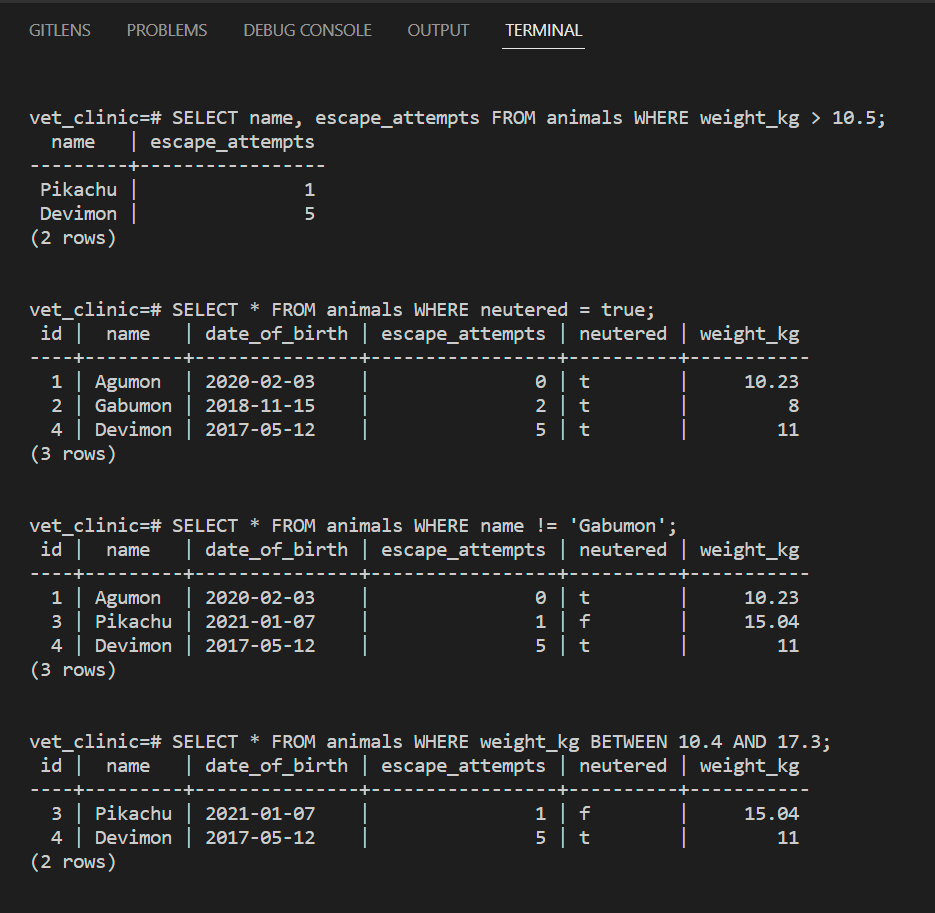 GITLENS PROBLEMS DEBUG CONSOLE OUTPUT TERMINAL
vet_clinic=# SELECT name, escape_attempts FROM animals WHERE weight_kg > 10.5;
  name   | escape_attempts
---------+-----------------
 Pikachu |               1
 Devimon |               5
(2 rows)
vet_clinic=# SELECT * FROM animals WHERE neutered = true;
 id |  name   | date_of_birth | escape_attempts | neutered | weight_kg
----+---------+---------------+-----------------+----------+-----------
  1 | Agumon  | 2020-02-03    |               0 | t        |     10.23
  2 | Gabumon | 2018-11-15    |               2 | t        |         8
  4 | Devimon | 2017-05-12    |               5 | t        |        11
(3 rows)
vet_clinic=# SELECT * FROM animals WHERE name != 'Gabumon';
 id |  name   | date_of_birth | escape_attempts | neutered | weight_kg
----+---------+---------------+-----------------+----------+-----------
  1 | Agumon  | 2020-02-03    |               0 | t        |     10.23
  3 | Pikachu | 2021-01-07    |               1 | f        |     15.04
  4 | Devimon | 2017-05-12    |               5 | t        |        11
(3 rows)
vet_clinic=# SELECT * FROM animals WHERE weight_kg BETWEEN 10.4 AND 17.3;
 id |  name   | date_of_birth | escape_attempts | neutered | weight_kg
----+---------+---------------+-----------------+----------+-----------
  3 | Pikachu | 2021-01-07    |               1 | f        |     15.04
  4 | Devimon | 2017-05-12    |               5 | t        |        11
(2 rows)